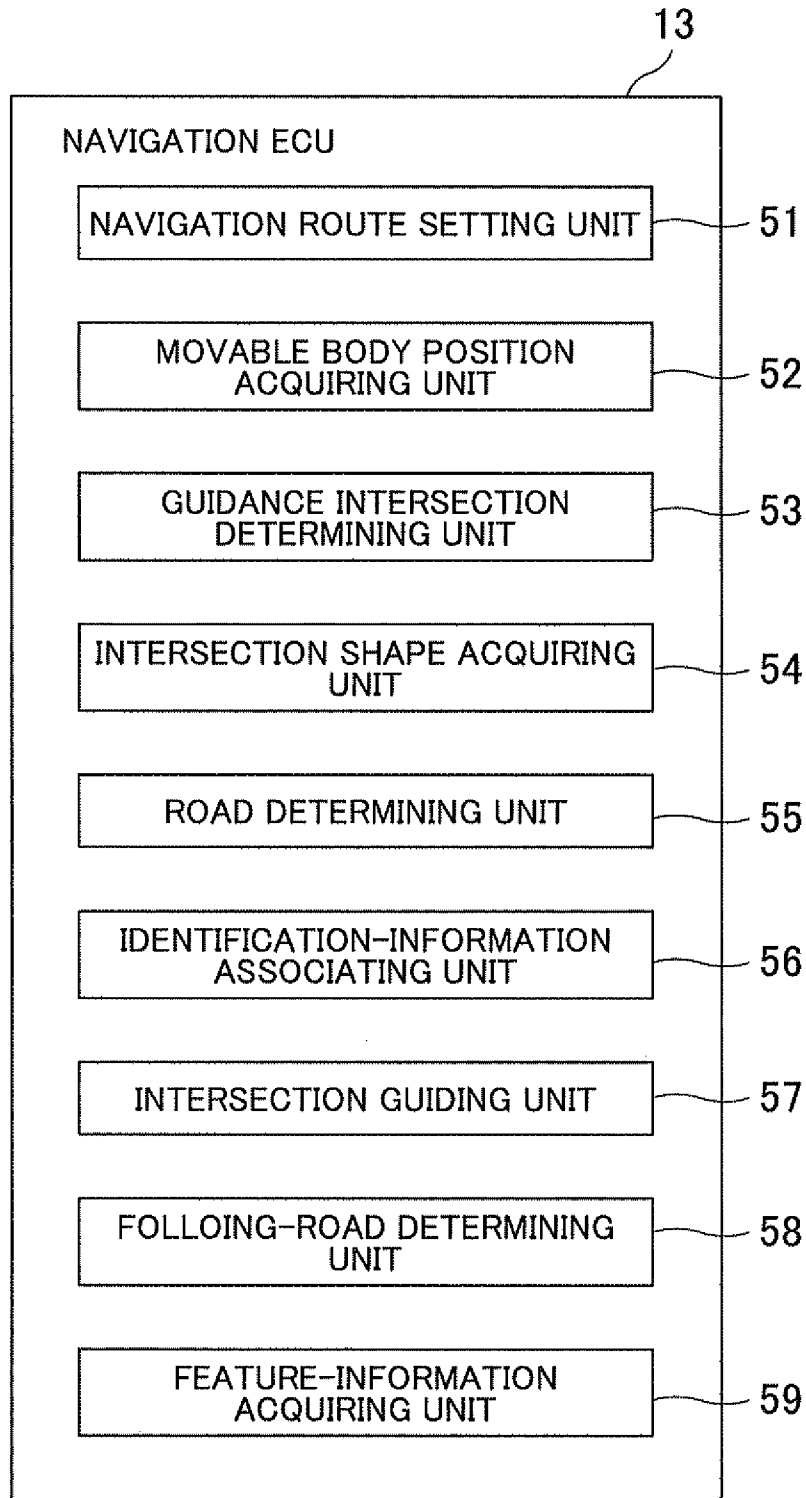 13
NAVIGATION ECU
NAVIGATION ROUTE SETTING UNIT
51
MOVABLE BODY POSITION
ACQUIRING UNIT
52
GUIDANCE INTERSECTION
DETERMINING UNIT
53
INTERSECTION SHAPE ACQUIRING
UNIT
54
ROAD DETERMINING UNIT
55
IDENTIFICATION-INFORMATION
ASSOCIATING UNIT
56
INTERSECTION GUIDING UNIT
57
FOLLOING-ROAD DETERMINING
UNIT
58
FEATURE-INFORMATION
ACQUIRING UNIT
59